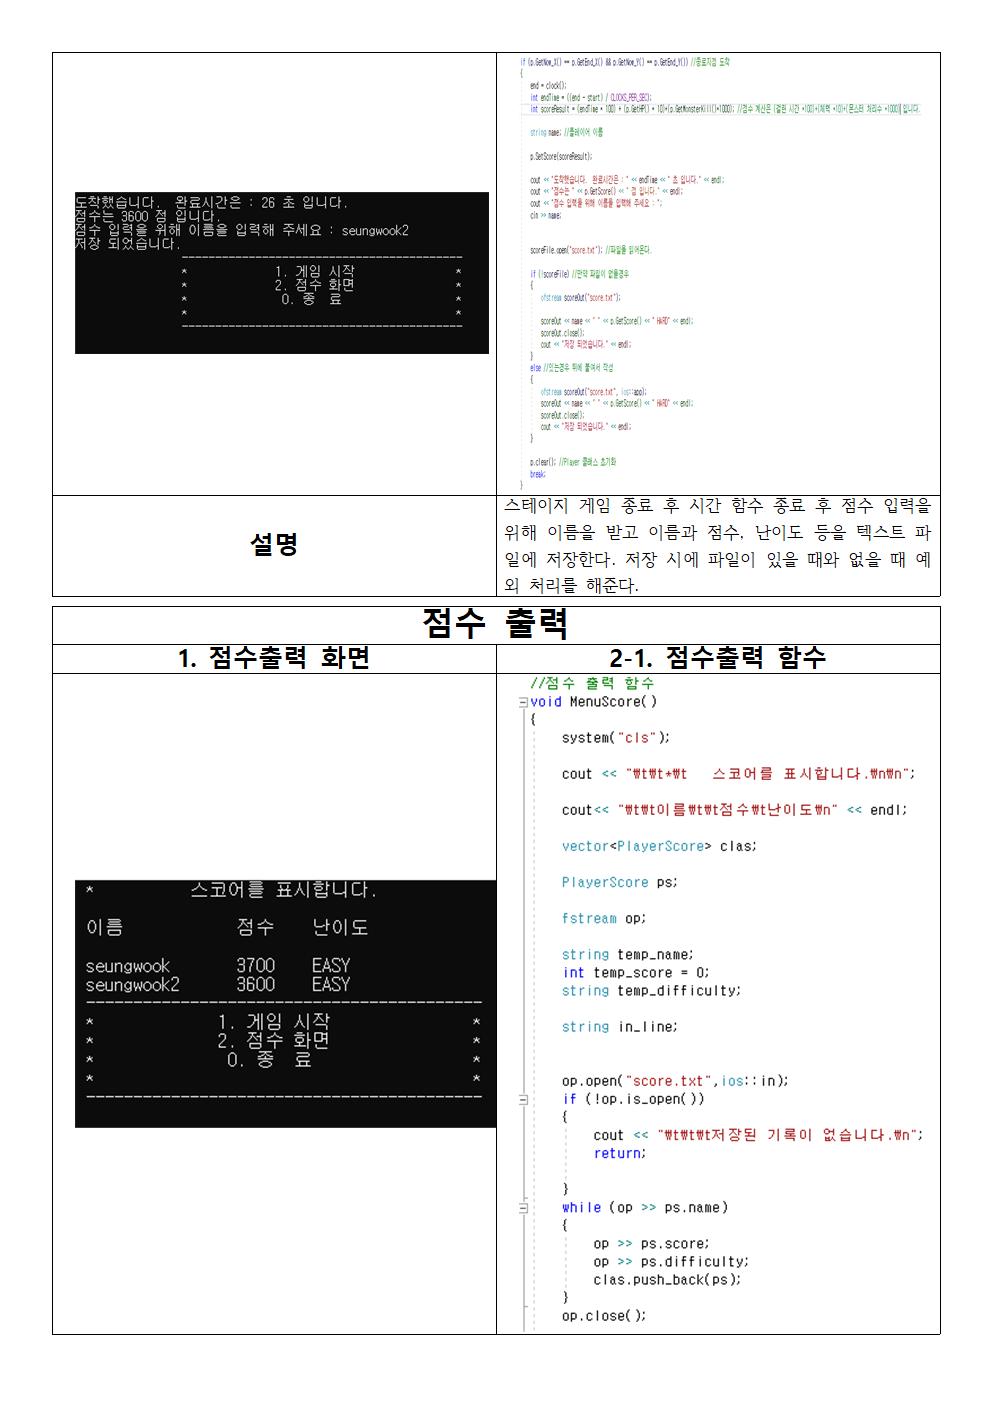 도착했습니다.  완료시간은 : 26 초 입니다.
점수는 3600 점 입니다.
점수 입력을 위해 이름을 입력해 주세요 : seungwook2
저장 되었습니다.
* 1. 게임 시작 *
* 2. 점수 화면 *
* 0. 종  료 *
* *
if (p.GetNow_X() == p.GetEnd_X() && p.GetNow_Y() == p.GetEnd_Y()) //종료지점 도착
{
end = clock();
int endTime = ((end - start) / CLOCKS_PER_SEC);
int scoreResult = (endTime * 100) + (p.GetHP() * 10)+(p.GetMonsterKill()*1000); //점수 계산은 (걸린 시간 *100)+(체력 *10)+(몬스터 처리수 *1000)입니다.
string name; //플레이어 이름
p.SetScore(scoreResult);
cout << "도착했습니다.  완료시간은 : " << endTime << " 초 입니다." << endl;
cout << "점수는 " << p.GetScore() << " 점 입니다." << endl;
cout << "점수 입력을 위해 이름을 입력해 주세요 : ";
cin >> name;
scoreFile.open("score.txt"); //파일을 읽어온다.
if (!scoreFile) //만약 파일이 없을경우
{
ofstream scoreOut("score.txt");
scoreOut << name << " " << p.GetScore() << " HARD" << endl;
scoreOut.close();
cout << "저장 되었습니다." << endl;
}
else //있는경우 뒤에 붙여서 작성
{
ofstream scoreOut("score.txt", ios::app);
scoreOut << name << " " << p.GetScore() << " HARD" << endl;
scoreOut.close();
cout << "저장 되었습니다." << endl;
}
p.clear(); //Player 클래스 초기화
break;
}
설명
스테이지 게임 종료 후 시간 함수 종료 후 점수 입력을
위해 이름을 받고 이름과 점수, 난이도 등을 텍스트 파
일에 저장한다. 저장 시에 파일이 있을 때와 없을 때 예
외 처리를 해준다.
점수 출력
1. 점수출력 화면
2-1. 점수출력 함수
* 스코어를 표시합니다.
이름 점수 난이도
seungwook 3700 EASY
seungwook2 3600 EASY
* 1. 게임 시작 *
* 2. 점수 화면 *
* 0. 종  료 *
* *
//점수 출력 함수
void MenuScore()
{
system("cls");
cout << "₩t₩t*₩t   스코어를 표시합니다.₩n₩n";
cout<< "₩t₩t이름₩t₩t점수₩t난이도₩n" << endl;
vector<PlayerScore> clas;
PlayerScore ps;
fstream op;
string temp_name;
int temp_score = 0;
string temp_difficulty;
string in_line;
op.open("score.txt",ios::in);
if (!op.is_open())
{
cout << "₩t₩t₩t저장된 기록이 없습니다.₩n";
return;
}
while (op >> ps.name)
{
op >> ps.score;
op >> ps.difficulty;
clas.push_back(ps);
}
op.close();